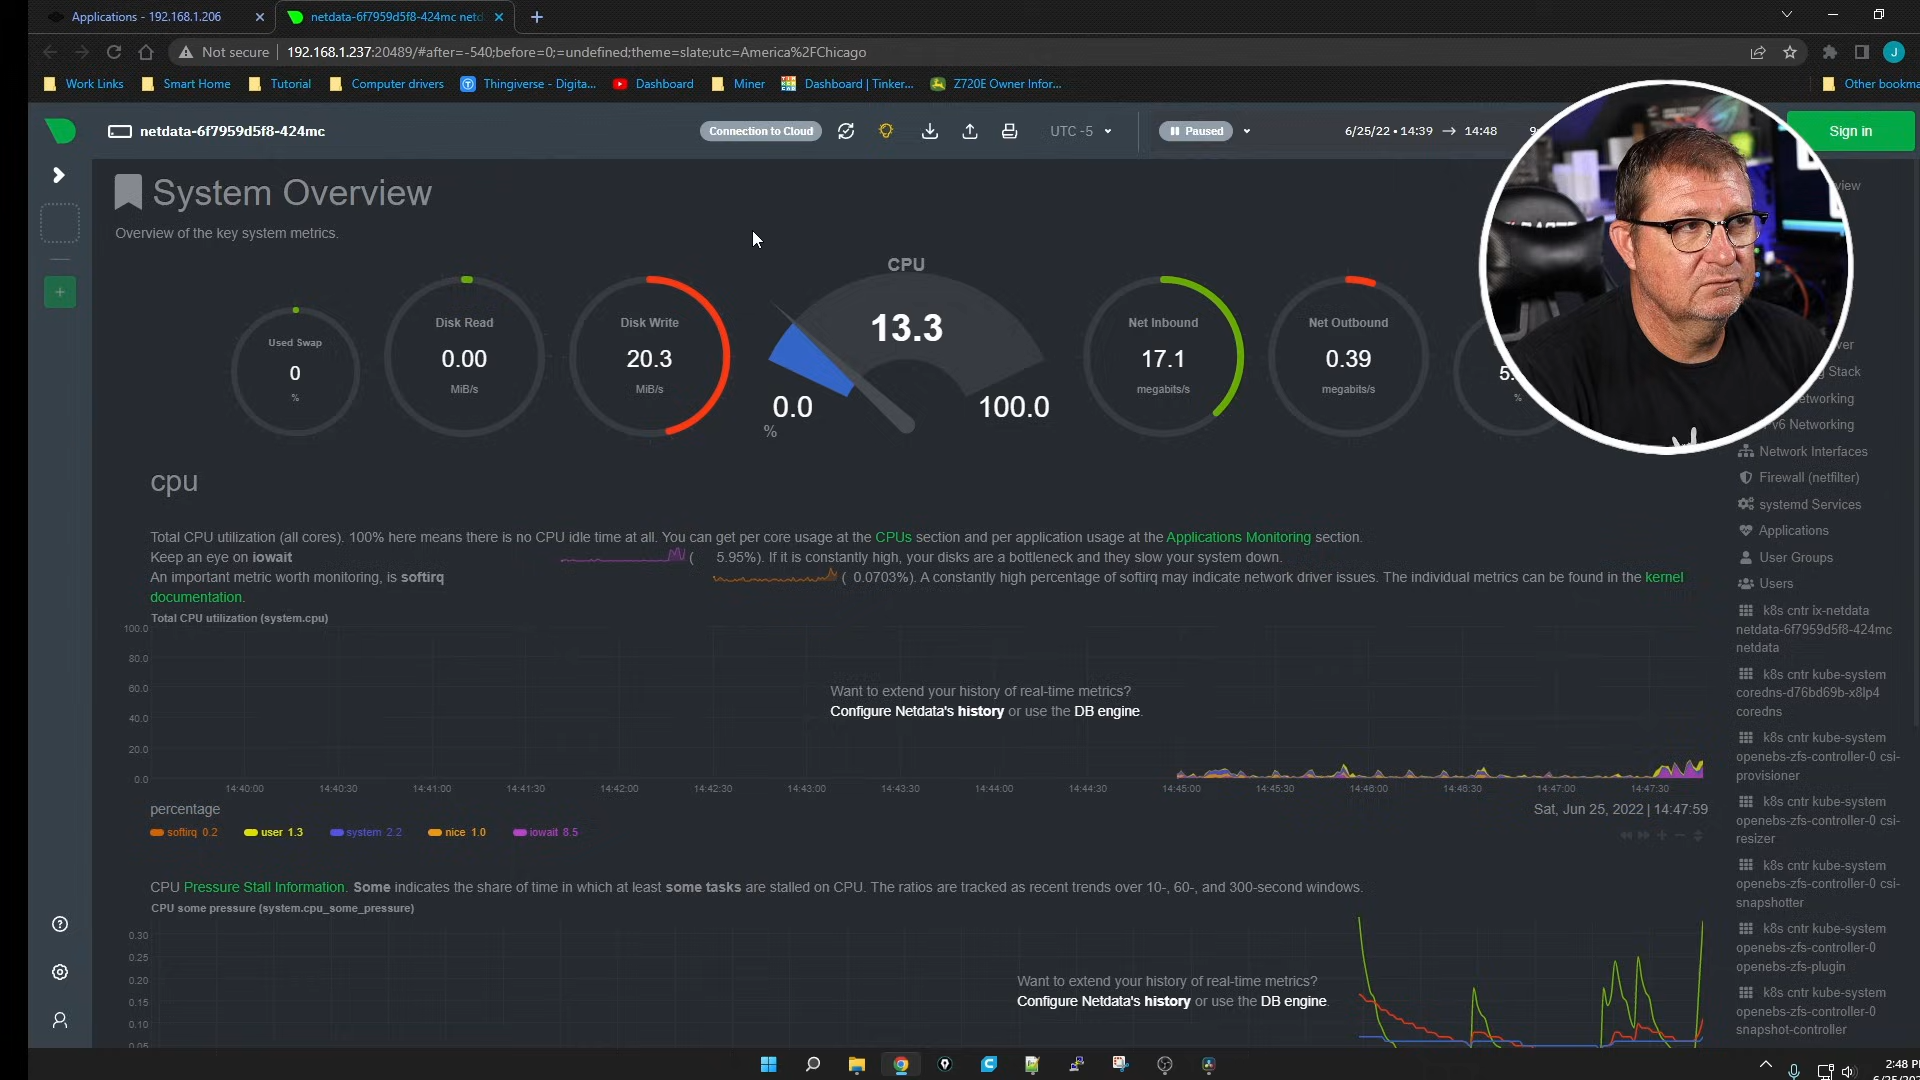 Applications - 192.168.1.206
netdata-6f7959d5f8-424mc netd
Not secure
192.168.1.237:20489/#after=-540;before=0;=undefined;theme=slate;utc=America%2FChicago
J
Work Links
Smart Home
Tutorial
Computer drivers
Thingiverse - Digita...
Dashboard
Miner
Dashboard | Tinker...
Z720E Owner Infor...
Other bookma
netdata-6f7959d5f8-424mc
Connection to Cloud
UTC -5
Paused
6/25/22 • 14:39 → 14:48
Sign in
System Overview
Overview of the key system metrics.
Used Swap
0
%
Disk Read
0.00
MiB/s
Disk Write
20.3
MiB/s
CPU
13.3
0.0
100.0
%
Net Inbound
17.1
megabits/s
Net Outbound
0.39
megabits/s
%
cpu
Total CPU utilization (all cores). 100% here means there is no CPU idle time at all. You can get per core usage at the CPUs section and per application usage at the Applications Monitoring section.
Keep an eye on iowait ( 5.95%). If it is constantly high, your disks are a bottleneck and they slow your system down.
An important metric worth monitoring, is softirq ( 0.0703%). A constantly high percentage of softirq may indicate network driver issues. The individual metrics can be found in the kernel
documentation.
Total CPU utilization (system.cpu)
100.0
80.0
60.0
40.0
20.0
0.0
Want to extend your history of real-time metrics?
Configure Netdata's history or use the DB engine.
14:40:00 14:40:30 14:41:00 14:41:30 14:42:00 14:42:30 14:43:00 14:43:30 14:44:00 14:44:30 14:45:00 14:45:30 14:46:00 14:46:30 14:47:00 14:47:30
percentage
Sat, Jun 25, 2022 | 14:47:59
softirq 0.2 user 1.3 system 2.2 nice 1.0 iowait 8.5
CPU Pressure Stall Information. Some indicates the share of time in which at least some tasks are stalled on CPU. The ratios are tracked as recent trends over 10-, 60-, and 300-second windows.
CPU some pressure (system.cpu_some_pressure)
0.30
0.25
0.20
0.15
0.10
0.05
Want to extend your history of real-time metrics?
Configure Netdata's history or use the DB engine
Stack
Networking
Network Interfaces
Firewall (netfilter)
systemd Services
Applications
User Groups
Users
k8s cntr ix-netdata
netdata-6f7959d5f8-424mc
netdata
k8s cntr kube-system
coredns-d76bd69b-x8lp4
coredns
k8s cntr kube-system
openebs-zfs-controller-0 csi-
provisioner
k8s cntr kube-system
openebs-zfs-controller-0 csi-
resizer
k8s cntr kube-system
openebs-zfs-controller-0 csi-
snapshotter
k8s cntr kube-system
openebs-zfs-controller-0
openebs-zfs-plugin
k8s cntr kube-system
openebs-zfs-controller-0
snapshot-controller
2:48 P